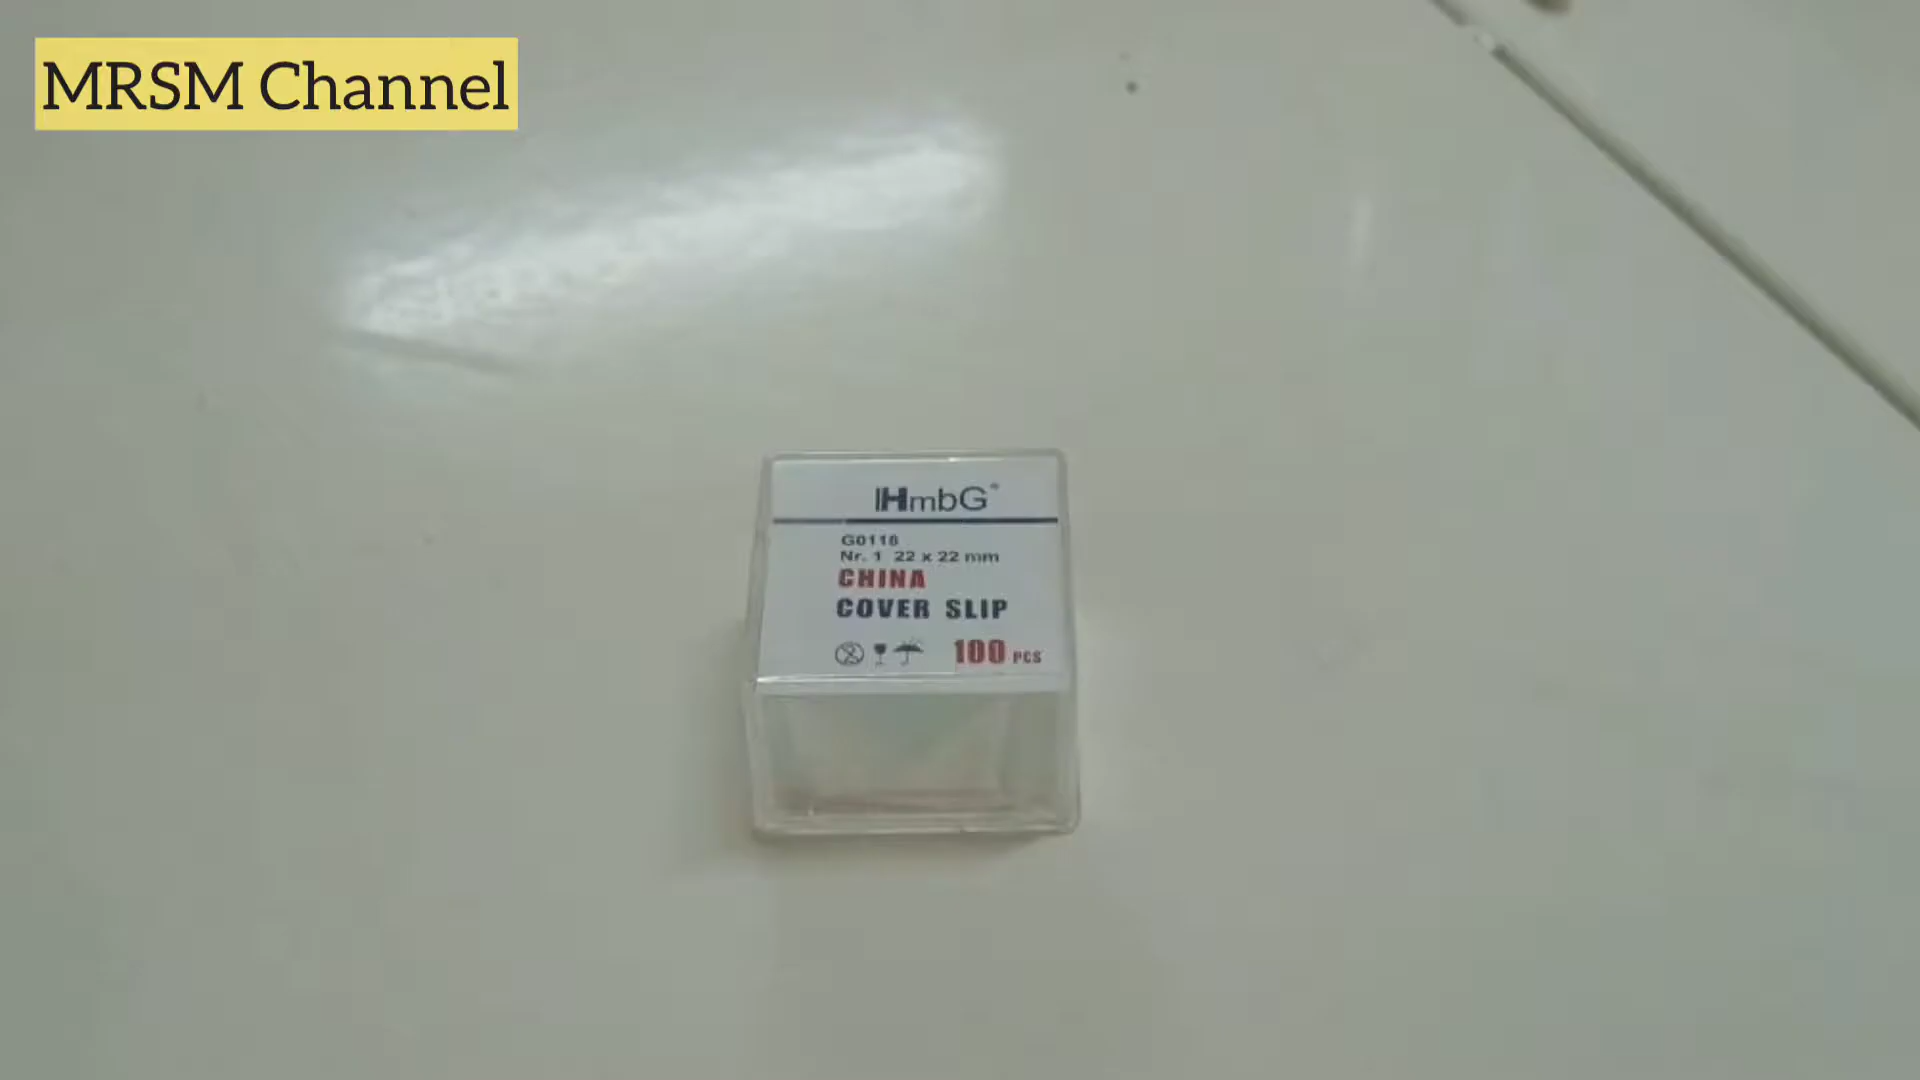 MRSM Channel
HmbG®
G0118
Nr. 1 22 x 22 mm
CHINA
COVER SLIP
100 PCS